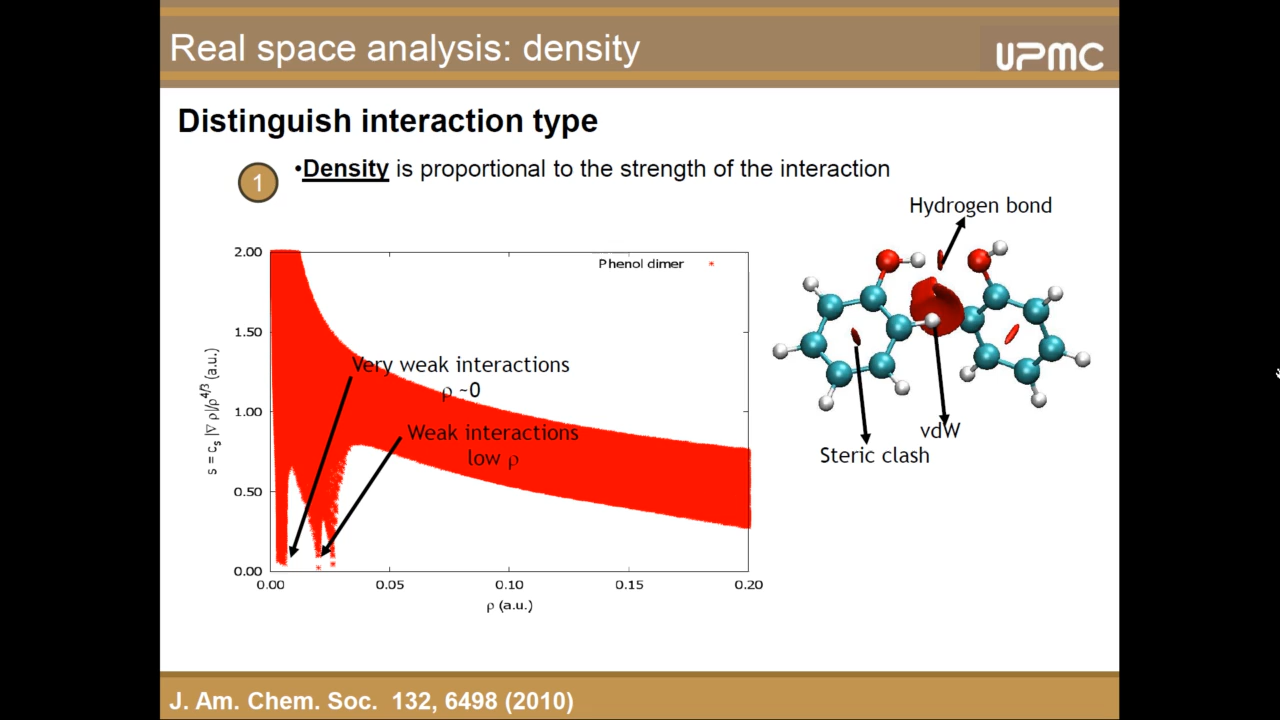 Real space analysis: density
UPMC
Distinguish interaction type
1
•Density is proportional to the strength of the interaction
Hydrogen bond
2.00
1.50
1.00
0.50
0.00
s = cₛ |∇ ρ|/ρ^4/3 (a.u.)
Phenol dimer
Very weak interactions
ρ ~0
Weak interactions
low ρ
vdW
Steric clash
0.00 0.05 0.10 0.15 0.20
ρ (a.u.)
J. Am. Chem. Soc. 132, 6498 (2010)